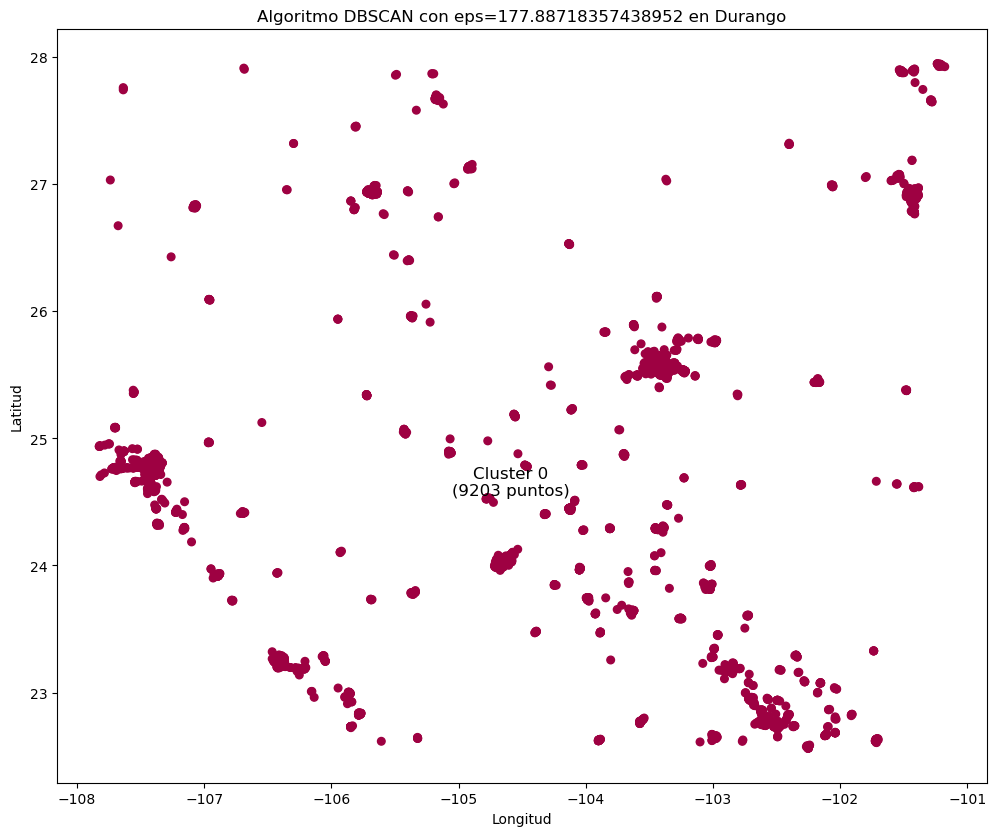 Algoritmo DBSCAN con eps=177.88718357438952 en Durango
28
27
26
25
24
23
Latitud
Cluster 0
(9203 puntos)
−108
−107
−106
−105
−104
−103
−102
−101
Longitud